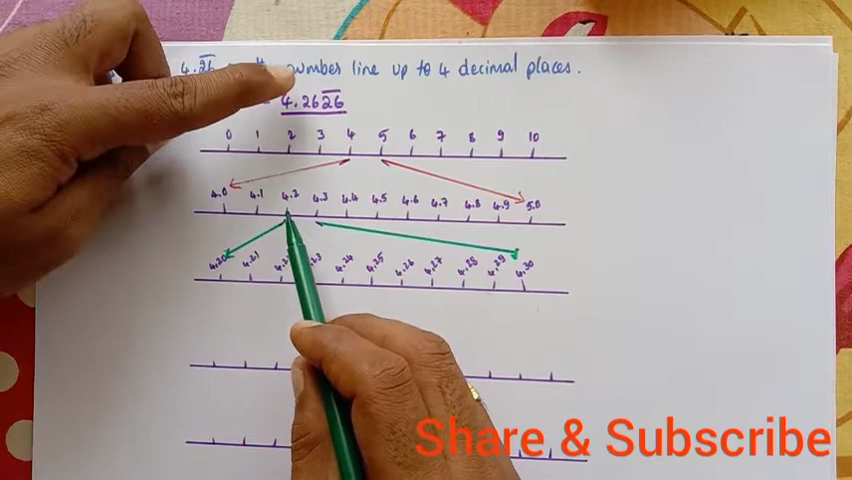 4.26 number line up to 4 decimal places.
= 4.2626
0 1 2 3 4 5 6 7 8 9 10
4.0 4.1 4.2 4.3 4.4 4.5 4.6 4.7 4.8 4.9 5.0
4.20 4.21 4.24 4.25 4.26 4.27 4.28 4.29 4.30
Share & Subscribe